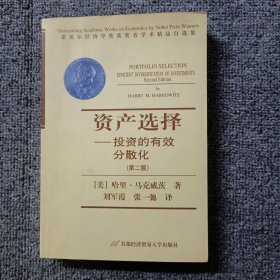 Outstanding Academic Works on Economics by Nobel Prize Winners
诺贝尔经济学奖获奖者学术精品自选集
PORTFOLIO SELECTION
EFFICIENT DIVERSIFICATION OF INVESTMENTS
Second Edition
by
HARRY M. MARKOWITZ
资产选择
——投资的有效
分散化
(第二版)
[美] 哈里·马克威茨 著
刘军霞 张一驰 译
首都经济贸易大学出版社